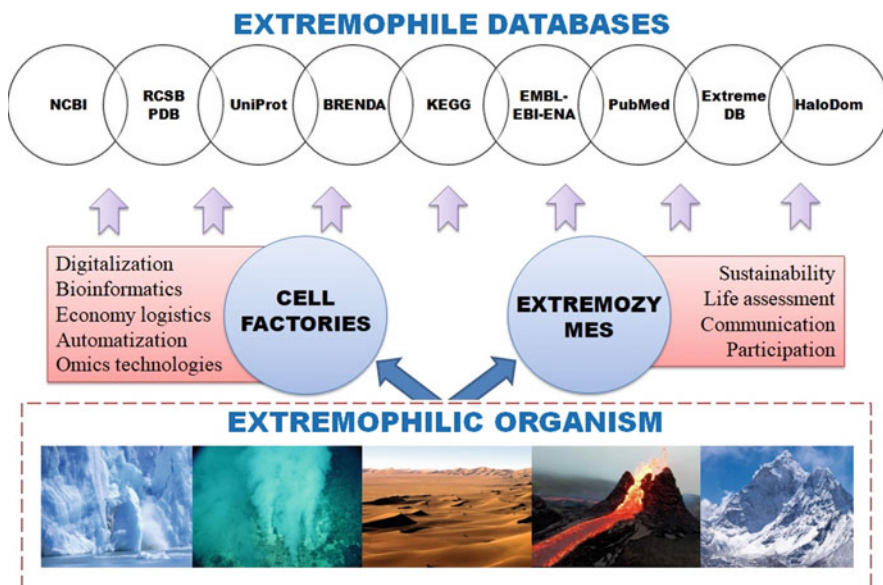 EXTREMOPHILE DATABASES
NCBI
RCSB
PDB
UniProt
BRENDA
KEGG
EMBL-
EBI-ENA
PubMed
Extreme
DB
HaloDom
Digitalization
Bioinformatics
Economy logistics
Automatization
Omics technologies
CELL
FACTORIES
EXTREMOZY
MES
Sustainability
Life assessment
Communication
Participation
EXTREMOPHILIC ORGANISM